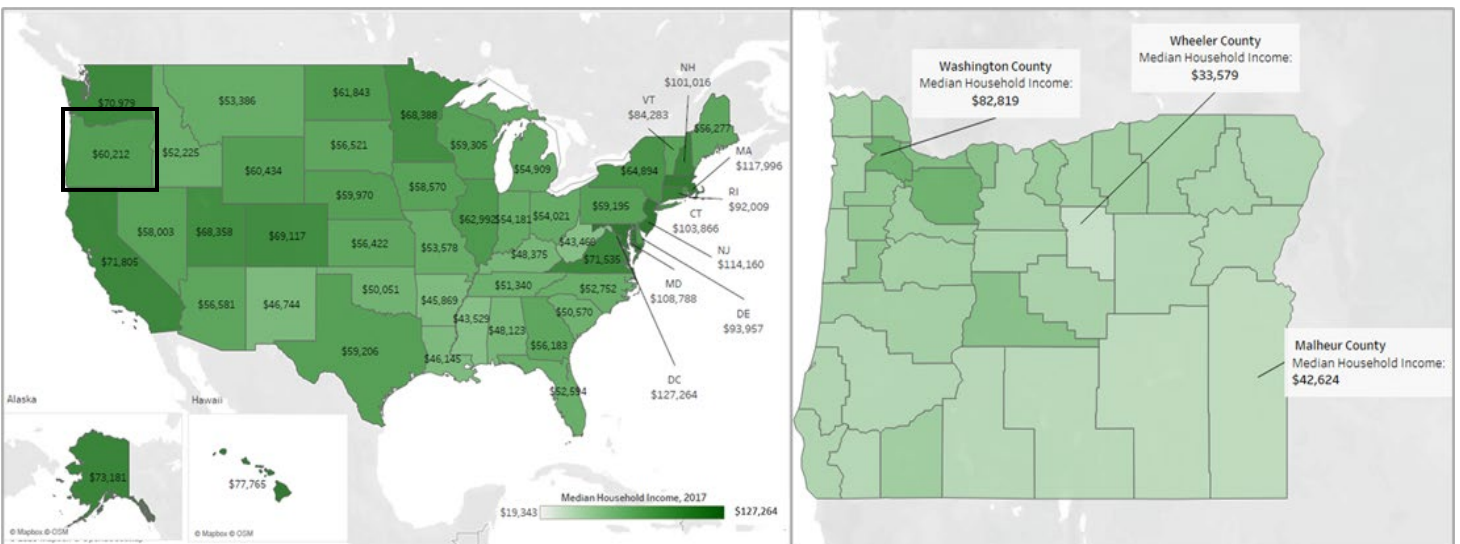 NH
$101,016
VT
$84,283
$70,979
$53,386
$61,843
$68,388
$56,277
$60,212
$52,225
$56,521
$59,305
$54,909
$64,894
MA
$117,996
$60,434
$59,970
$58,570
$59,195
RI
$92,009
CT
$103,866
$58,003
$68,358
$69,117
$62,992
$54,181
$54,021
$71,805
$56,422
$53,578
$48,375
$43,468
$71,535
NJ
$114,160
$56,581
$46,744
$50,051
$45,869
$51,340
$52,752
MD
$108,788
$43,529
$48,123
$50,570
DE
$93,957
$59,206
$46,145
$56,183
$52,594
DC
$127,264
Alaska
Hawaii
$73,181
$77,765
Median Household Income, 2017
$19,343
$127,264
© Mapbox © OSM
© Mapbox © OSM
Washington County
Median Household Income:
$82,819
Wheeler County
Median Household Income:
$33,579
Malheur County
Median Household Income:
$42,624